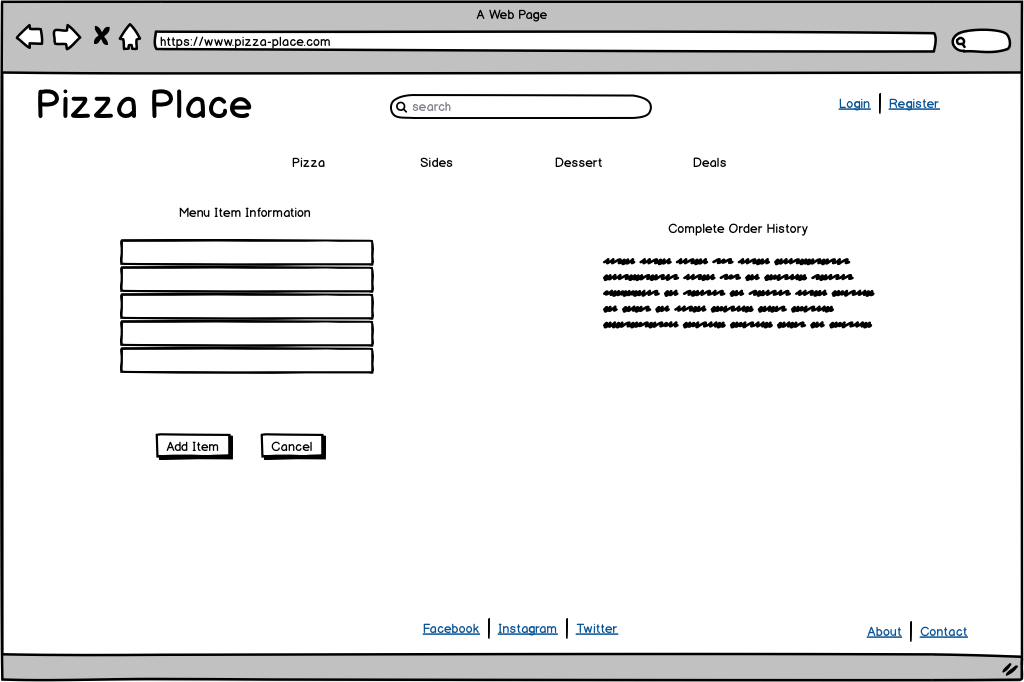 A Web Page
https://www.pizza-place.com
Pizza Place
search
Login | Register
Pizza Sides Dessert Deals
Menu Item Information
Complete Order History
Add Item Cancel
Facebook | Instagram | Twitter
About | Contact